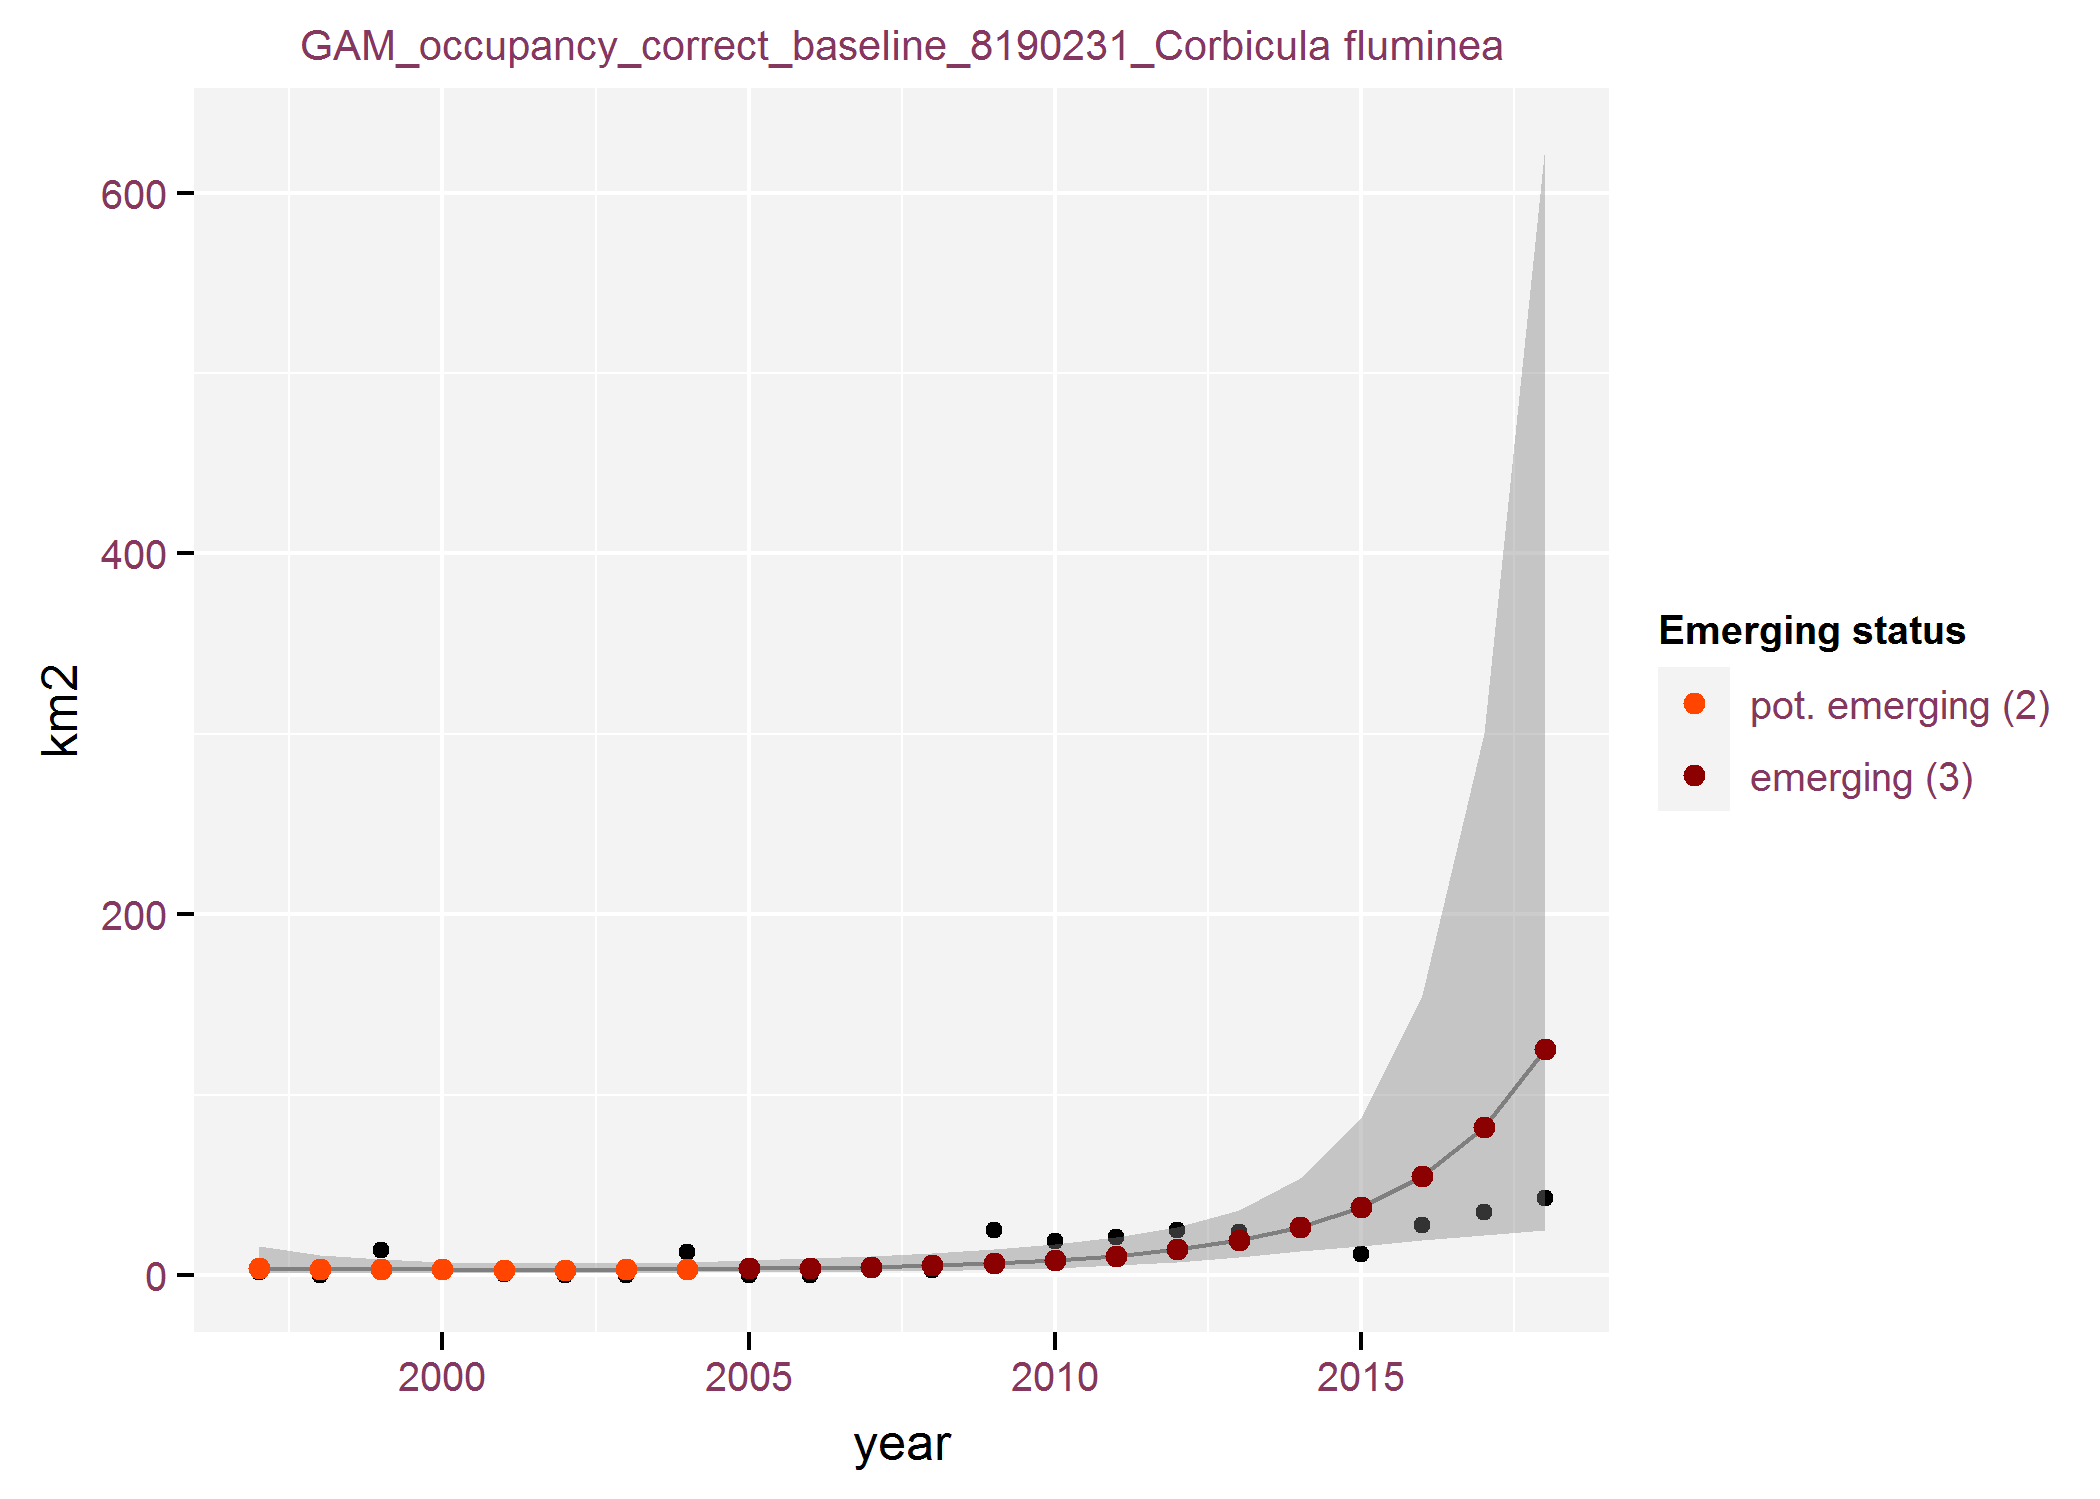 GAM_occupancy_correct_baseline_8190231_Corbicula fluminea
600
400
200
0
km2
2000 2005 2010 2015
year
Emerging status
pot. emerging (2)
emerging (3)